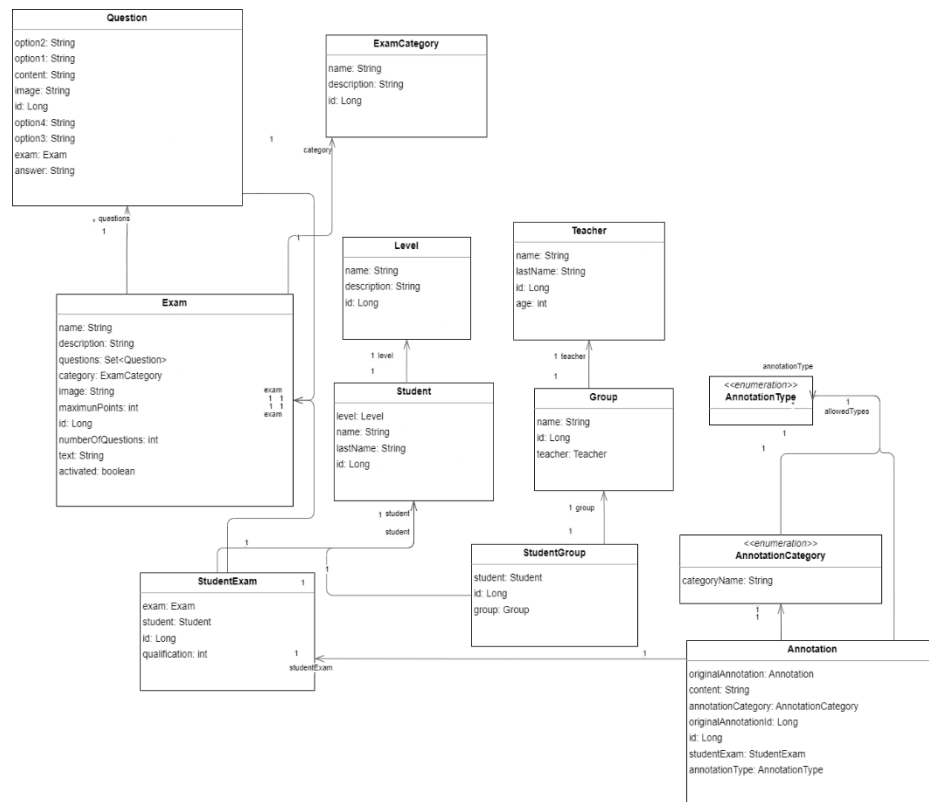 Question
option2: String
option1: String
content: String
image: String
id: Long
option4: String
option3: String
exam: Exam
answer: String
ExamCategory
name: String
description: String
id: Long
1
1
category
* questions
1
1
Level
name: String
description: String
id: Long
Teacher
name: String
lastName: String
id: Long
age: int
Exam
name: String
description: String
questions: Set<Question>
category: ExamCategory
image: String
maximunPoints: int
id: Long
numberOfQuestions: int
text: String
activated: boolean
exam
1 1
1 1
exam
1 level
1
1 teacher
1
annotationType
<<enumeration>>
AnnotationType
1
allowedTypes
*
1
1
Student
level: Level
name: String
lastName: String
id: Long
Group
name: String
id: Long
teacher: Teacher
1 student
student
1
1
1 group
1
<<enumeration>>
AnnotationCategory
categoryName: String
1
1
StudentExam
1
exam: Exam
student: Student
id: Long
qualification: int
StudentGroup
student: Student
id: Long
group: Group
1
studentExam
1
Annotation
originalAnnotation: Annotation
content: String
annotationCategory: AnnotationCategory
originalAnnotationId: Long
id: Long
studentExam: StudentExam
annotationType: AnnotationType